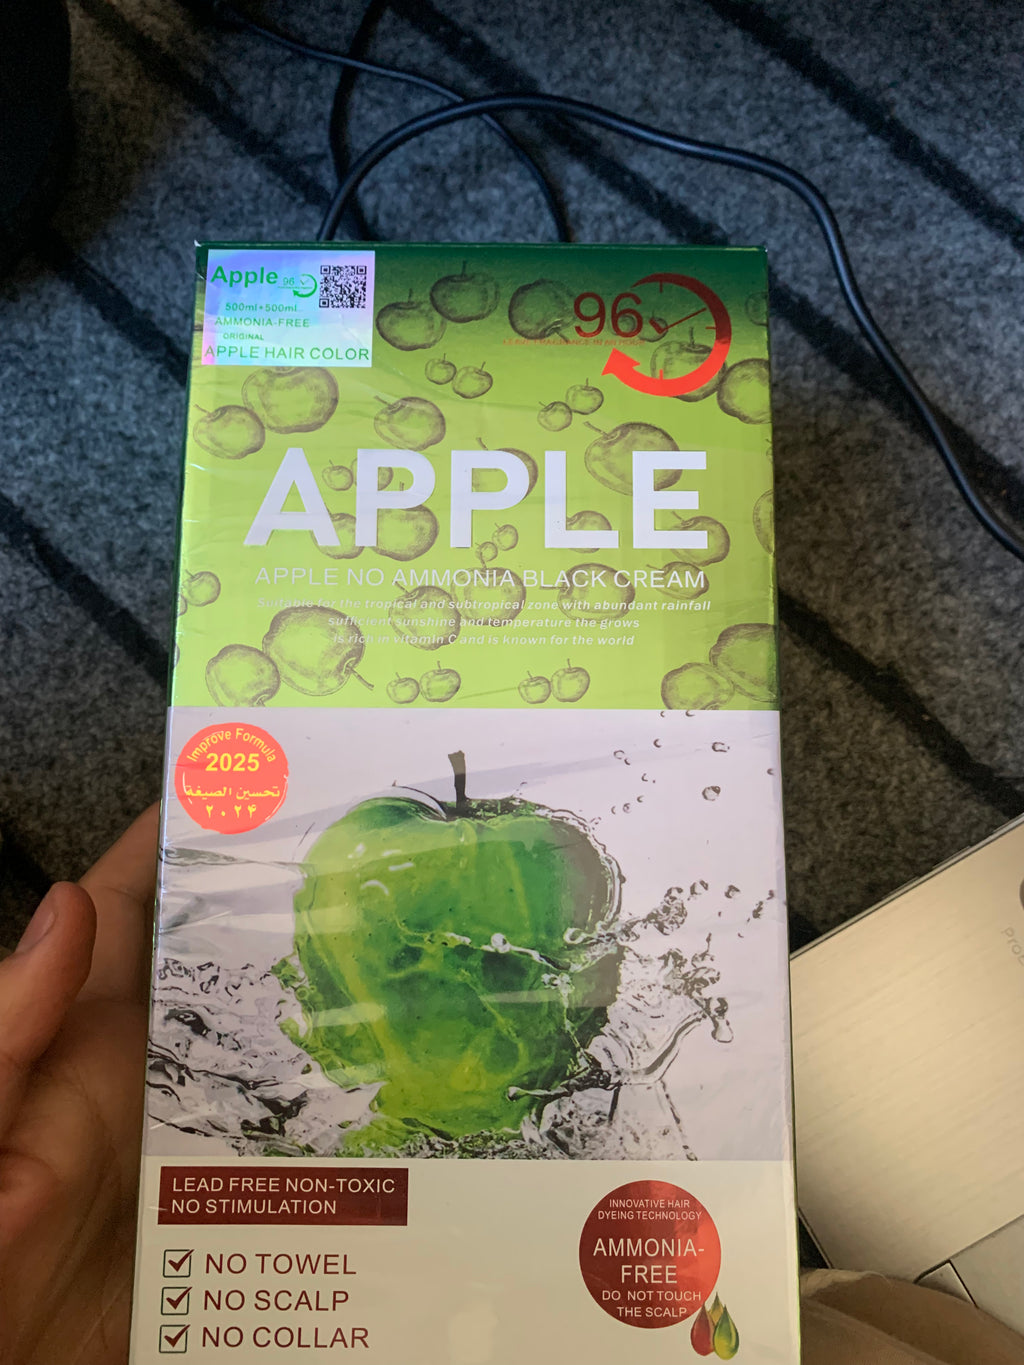 Apple 96
500ml+500ml
AMMONIA-FREE
ORIGINAL
APPLE HAIR COLOR
96
APPLE
APPLE NO AMMONIA BLACK CREAM
Suitable for the tropical and subtropical zone with abundant rainfall
sufficient sunshine and temperature the grows
is rich in vitamin C and is known for the world
Improve Formula
2025
تحسين الصيغة
٢٠٢۴
LEAD FREE NON-TOXIC
NO STIMULATION
NO TOWEL
NO SCALP
NO COLLAR
INNOVATIVE HAIR
DYEING TECHNOLOGY
AMMONIA-
FREE
DO NOT TOUCH
THE SCALP